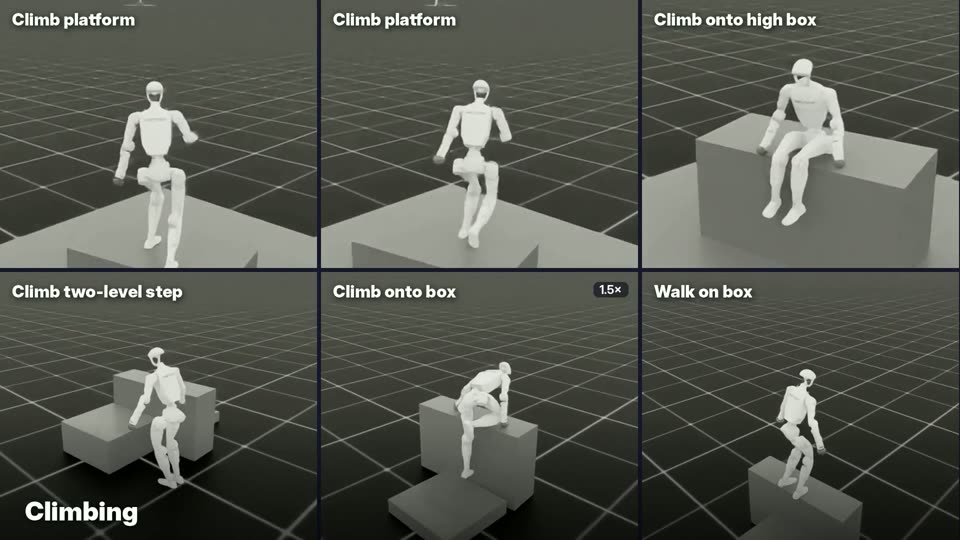 Climb platform
Climb platform
Climb onto high box
Climb two-level step
Climb onto box
1.5×
Walk on box
Climbing